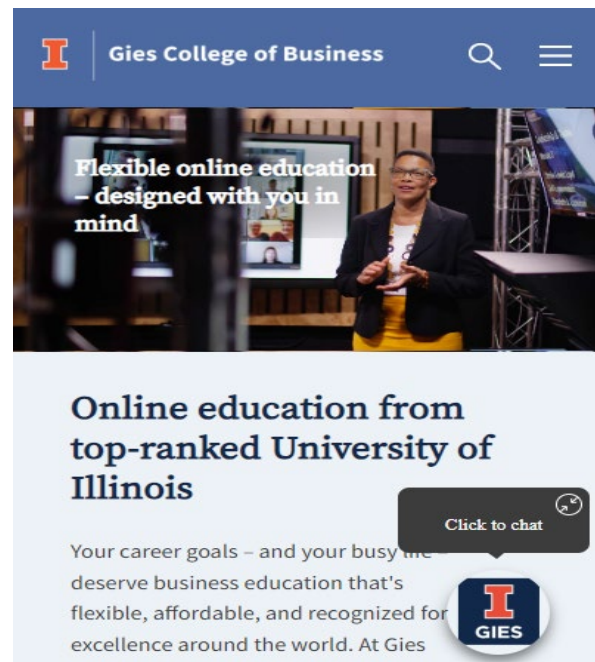 I
Gies College of Business
Flexible online education
– designed with you in
mind
Online education from
top-ranked University of
Illinois
Click to chat
Your career goals – and your busy life –
deserve business education that's
flexible, affordable, and recognized for
excellence around the world. At Gies
I
GIES